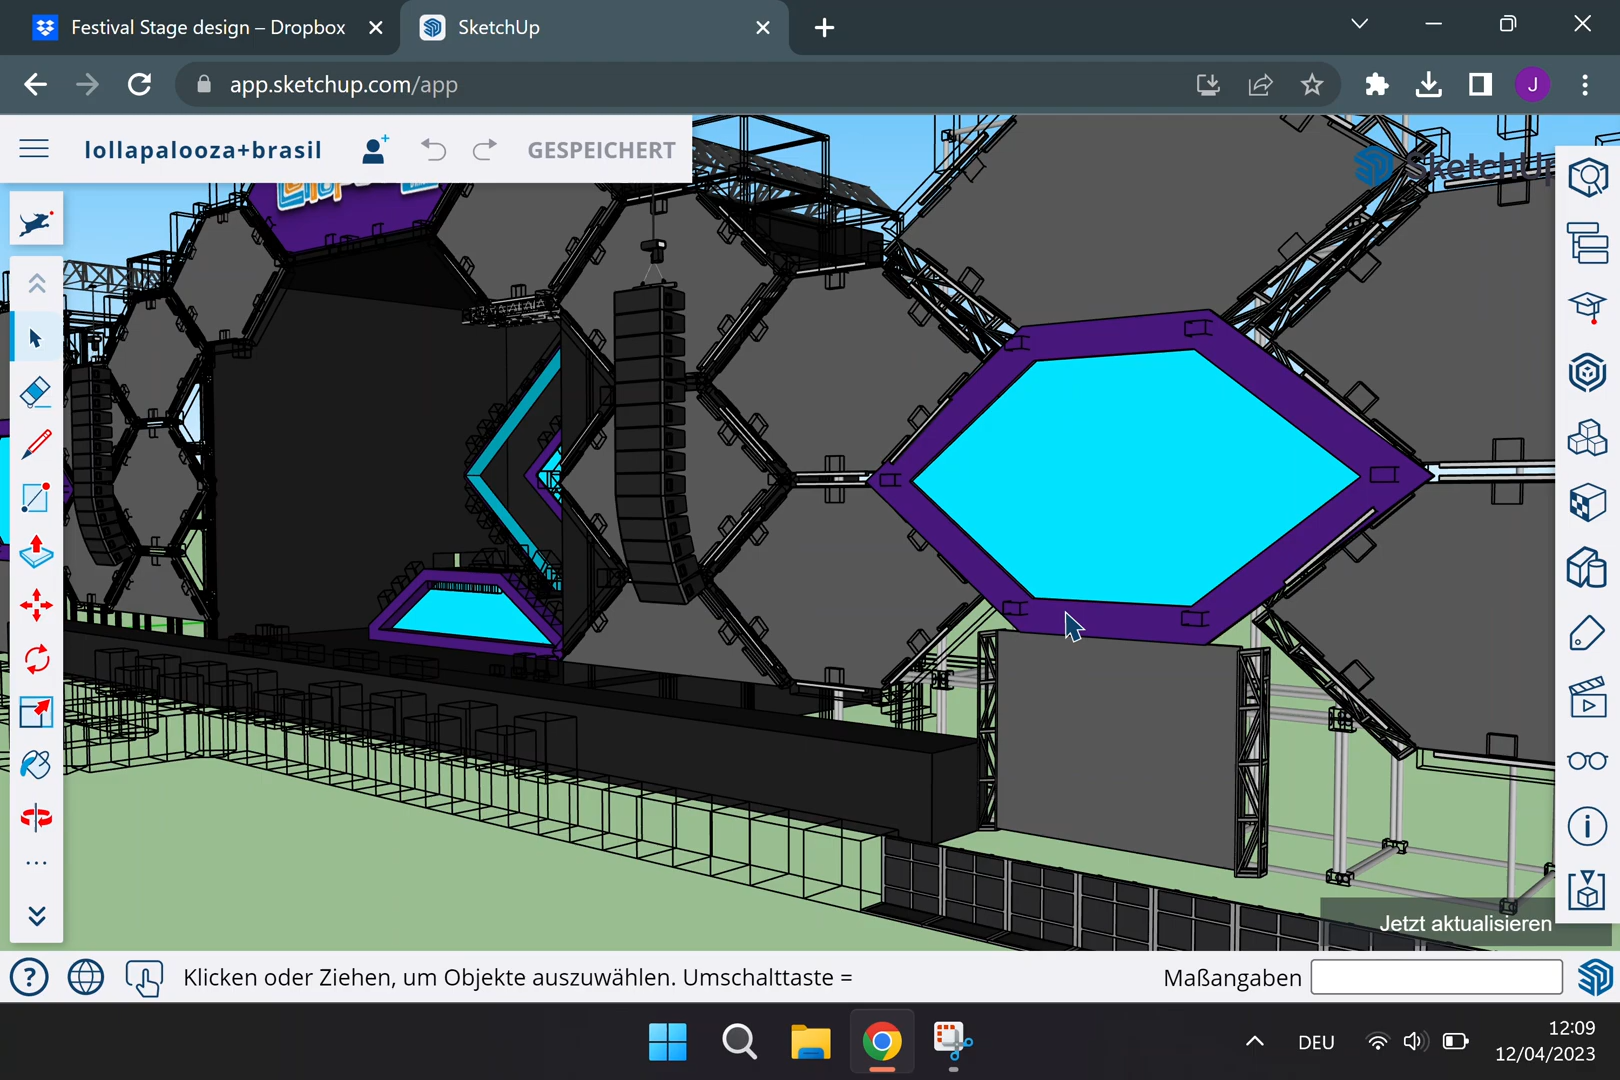 Festival Stage design – Dropbox
SketchUp
app.sketchup.com/app
J
lollapalooza+brasil
GESPEICHERT
SketchUp
Jetzt aktualisieren
Klicken oder Ziehen, um Objekte auszuwählen. Umschalttaste =
Maßangaben
DEU
12:09
12/04/2023